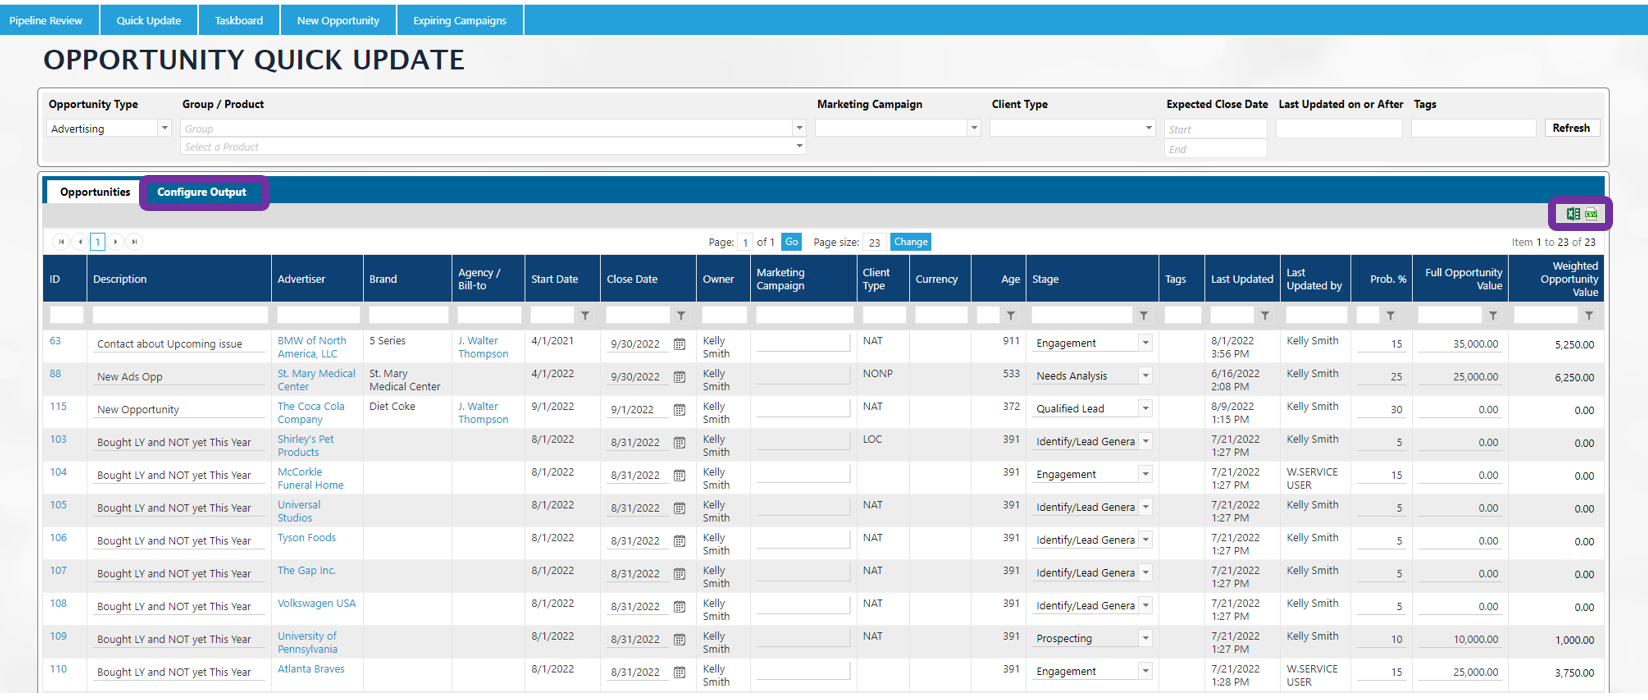 Pipeline Review Quick Update Taskboard New Opportunity Expiring Campaigns
OPPORTUNITY QUICK UPDATE
Opportunity Type Group / Product Marketing Campaign Client Type Expected Close Date Last Updated on or After Tags
Advertising Group Start Refresh
Select a Product End
Opportunities Configure Output
CSV
1 Page: 1 of 1 Go Page size: 23 Change Item 1 to 23 of 23
ID Description Advertiser Brand Agency / Bill-to Start Date Close Date Owner Marketing Campaign Client Type Currency Age Stage Tags Last Updated Last Updated by Prob. % Full Opportunity Value Weighted Opportunity Value
63 Contact about Upcoming issue BMW of North America, LLC 5 Series J. Walter Thompson 4/1/2021 9/30/2022 Kelly Smith NAT 911 Engagement 8/1/2022 3:56 PM Kelly Smith 15 35,000.00 5,250.00
88 New Ads Opp St. Mary Medical Center St. Mary Medical Center 4/1/2022 9/30/2022 Kelly Smith NONP 533 Needs Analysis 6/16/2022 2:08 PM Kelly Smith 25 25,000.00 6,250.00
115 New Opportunity The Coca Cola Company Diet Coke J. Walter Thompson 9/1/2022 9/1/2022 Kelly Smith NAT 372 Qualified Lead 8/9/2022 1:15 PM Kelly Smith 30 0.00 0.00
103 Bought LY and NOT yet This Year Shirley's Pet Products 8/1/2022 8/31/2022 Kelly Smith LOC 391 Identify/Lead Genera 7/21/2022 1:27 PM Kelly Smith 5 0.00 0.00
104 Bought LY and NOT yet This Year McCorkle Funeral Home 8/1/2022 8/31/2022 Kelly Smith 391 Engagement 7/21/2022 1:27 PM W.SERVICE USER 15 0.00 0.00
105 Bought LY and NOT yet This Year Universal Studios 8/1/2022 8/31/2022 Kelly Smith NAT 391 Identify/Lead Genera 7/21/2022 1:27 PM Kelly Smith 5 0.00 0.00
106 Bought LY and NOT yet This Year Tyson Foods 8/1/2022 8/31/2022 Kelly Smith NAT 391 Identify/Lead Genera 7/21/2022 1:27 PM Kelly Smith 5 0.00 0.00
107 Bought LY and NOT yet This Year The Gap Inc. 8/1/2022 8/31/2022 Kelly Smith NAT 391 Identify/Lead Genera 7/21/2022 1:27 PM Kelly Smith 5 0.00 0.00
108 Bought LY and NOT yet This Year Volkswagen USA 8/1/2022 8/31/2022 Kelly Smith NAT 391 Identify/Lead Genera 7/21/2022 1:27 PM Kelly Smith 5 0.00 0.00
109 Bought LY and NOT yet This Year University of Pennsylvania 8/1/2022 8/31/2022 Kelly Smith NAT 391 Prospecting 7/21/2022 1:27 PM Kelly Smith 10 10,000.00 1,000.00
110 Bought LY and NOT yet This Year Atlanta Braves 8/1/2022 8/31/2022 Kelly Smith 391 Engagement 7/21/2022 1:28 PM W.SERVICE USER 15 25,000.00 3,750.00